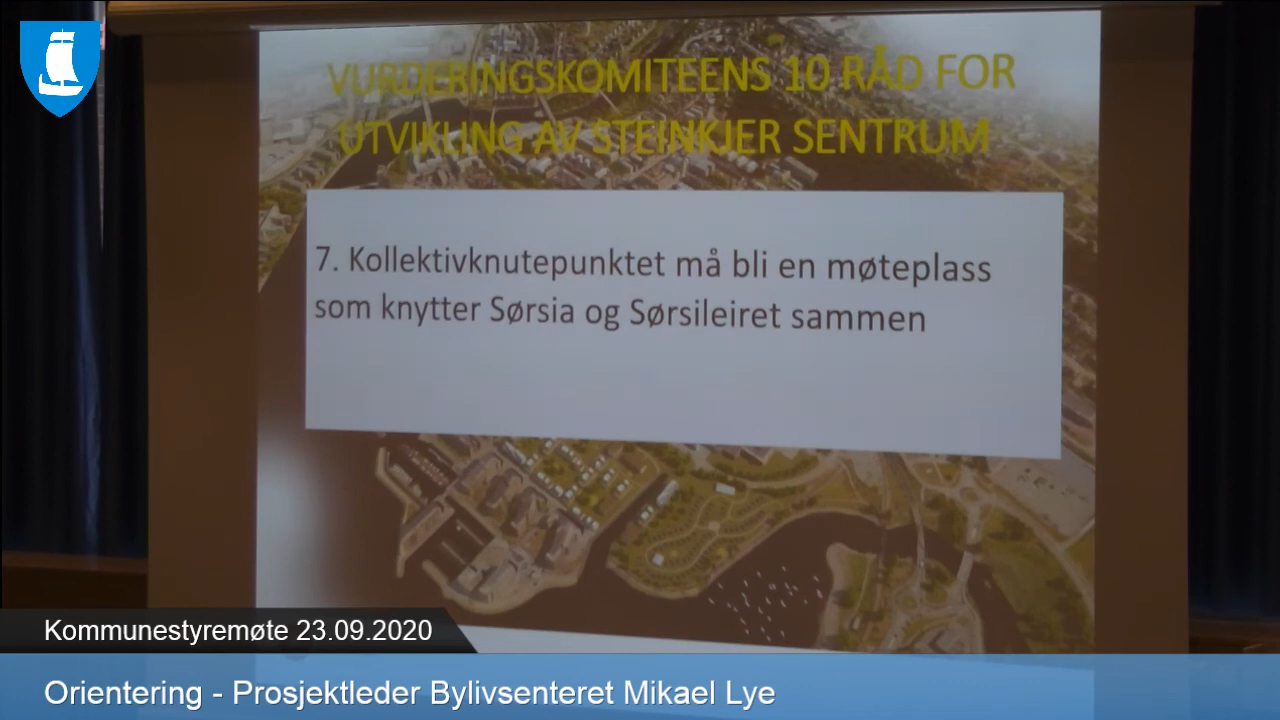 VURDERINGSKOMITEENS 10 RÅD FOR
UTVIKLING AV STEINKJER SENTRUM
7. Kollektivknutepunktet må bli en møteplass
som knytter Sørsia og Sørsileiret sammen
Kommunestyremøte 23.09.2020
Orientering - Prosjektleder Bylivsenteret Mikael Lye